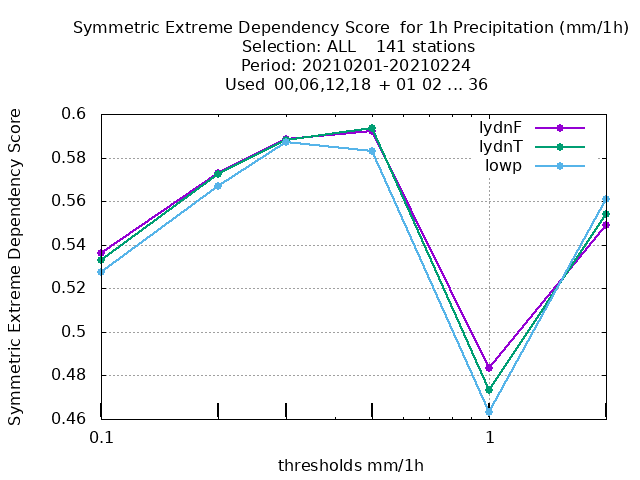 Symmetric Extreme Dependency Score  for 1h Precipitation (mm/1h)
Selection: ALL    141 stations
Period: 20210201-20210224
Used  00,06,12,18  + 01 02 ... 36
Symmetric Extreme Dependency Score
0.6
0.58
0.56
0.54
0.52
0.5
0.48
0.46
lydnF
lydnT
lowp
0.1
1
thresholds mm/1h